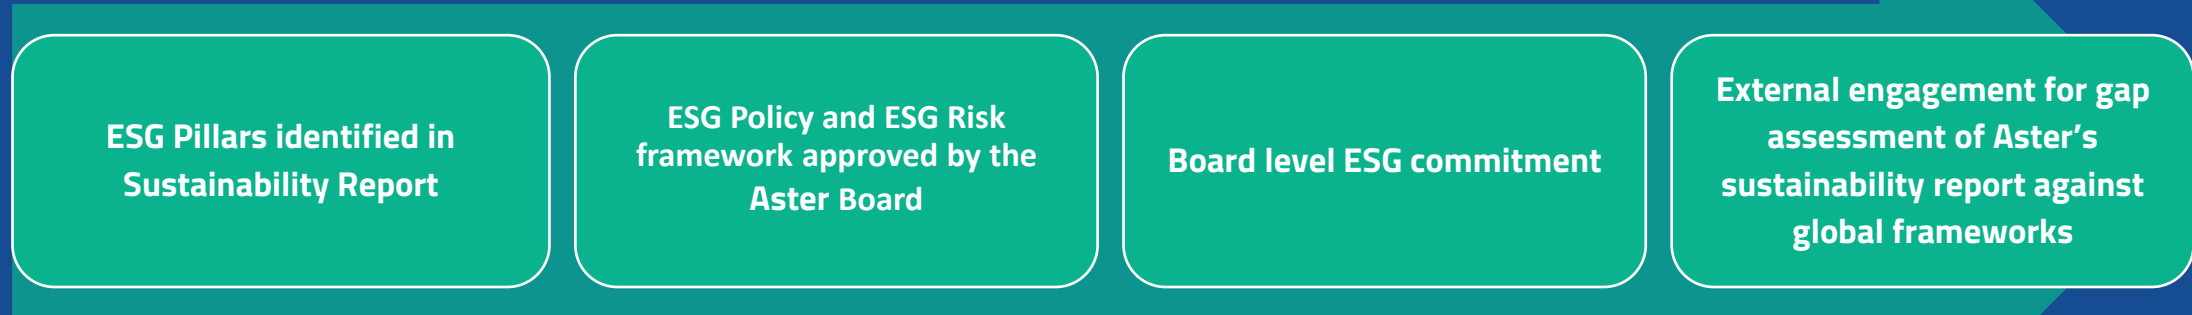 ESG Pillars identified in
Sustainability Report
ESG Policy and ESG Risk
framework approved by the
Aster Board
Board level ESG commitment
External engagement for gap
assessment of Aster’s
sustainability report against
global frameworks